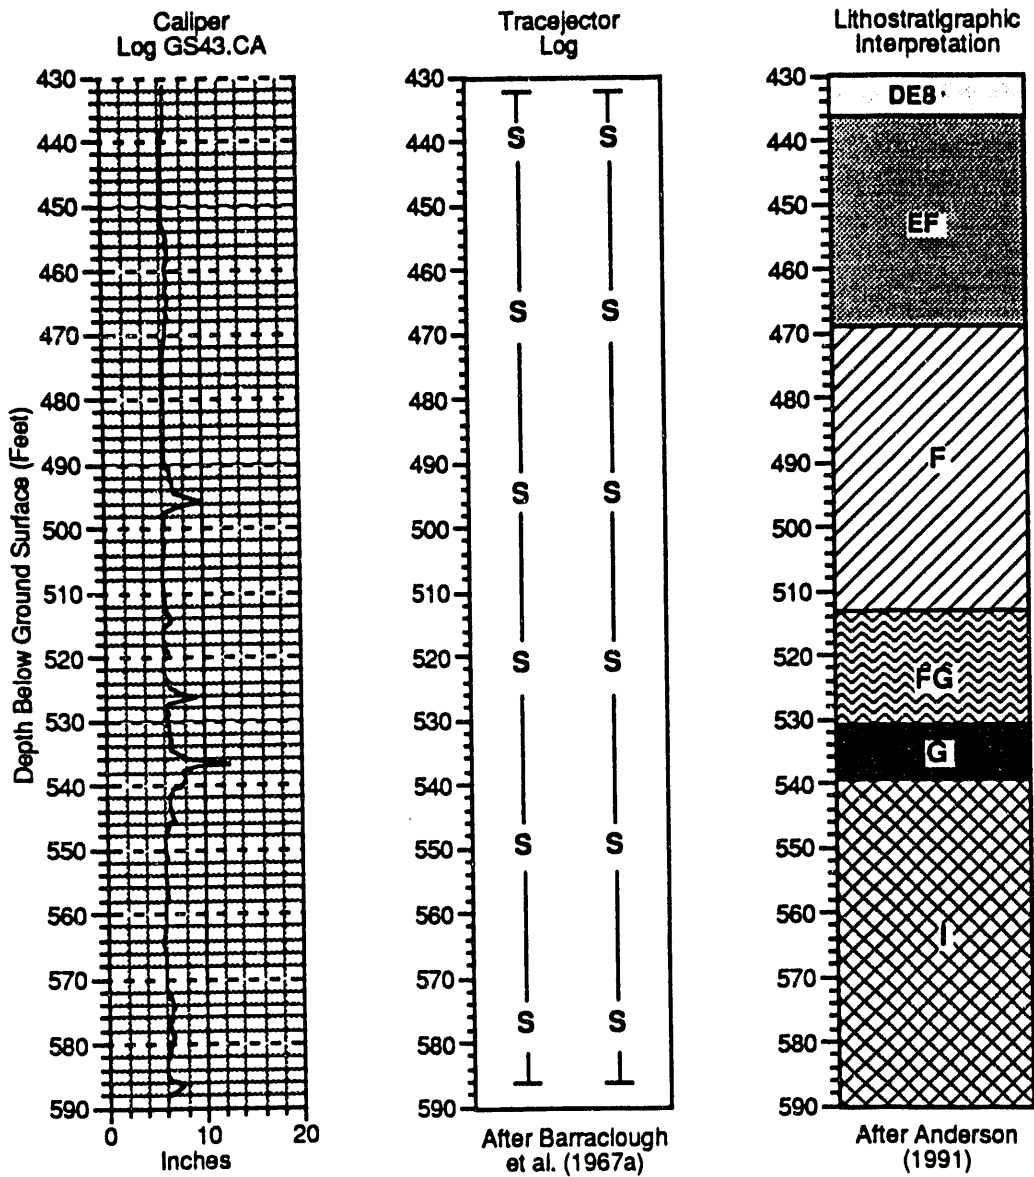 Caliper
Log GS43.CA
Tracejector
Log
Lithostratigraphic
Interpretation
Depth Below Ground Surface (Feet)
430
440
450
460
470
480
490
500
510
520
530
540
550
560
570
580
590
0 10 20
Inches
430
440
450
460
470
480
490
500
510
520
530
540
550
560
570
580
590
S S
S S
S S
S S
S S
S S
After Barraclough
et al. (1967a)
430
440
450
460
470
480
490
500
510
520
530
540
550
560
570
580
590
DE8
EF
F
FG
G
I
After Anderson
(1991)